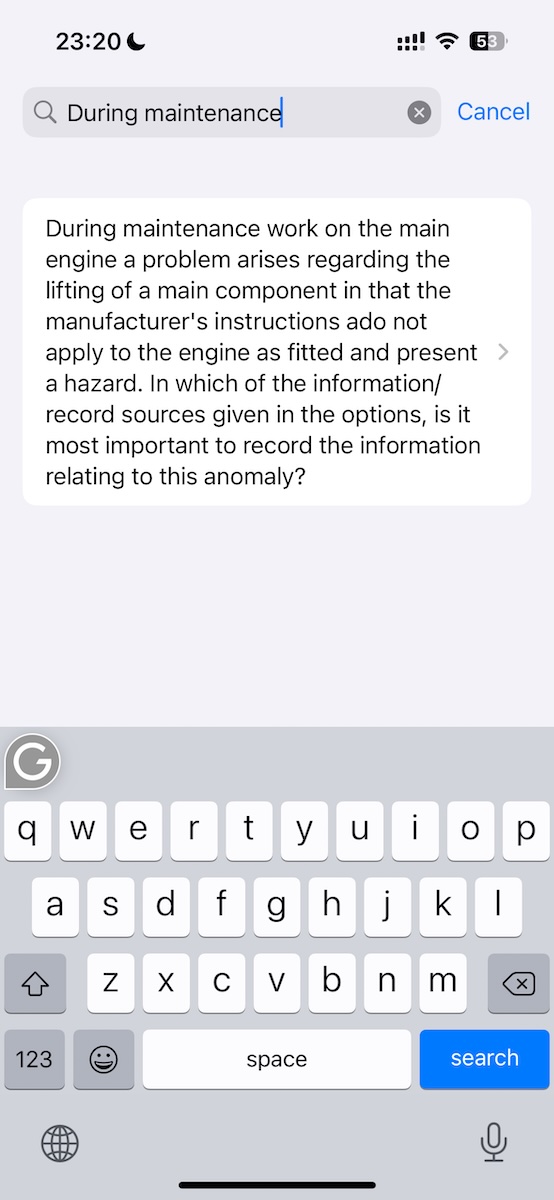 23:20
53
During maintenance
Cancel
During maintenance work on the main
engine a problem arises regarding the
lifting of a main component in that the
manufacturer's instructions ado not
apply to the engine as fitted and present
a hazard. In which of the information/
record sources given in the options, is it
most important to record the information
relating to this anomaly?
G
q w e r t y u i o p
a s d f g h j k l
z x c v b n m
123 space search